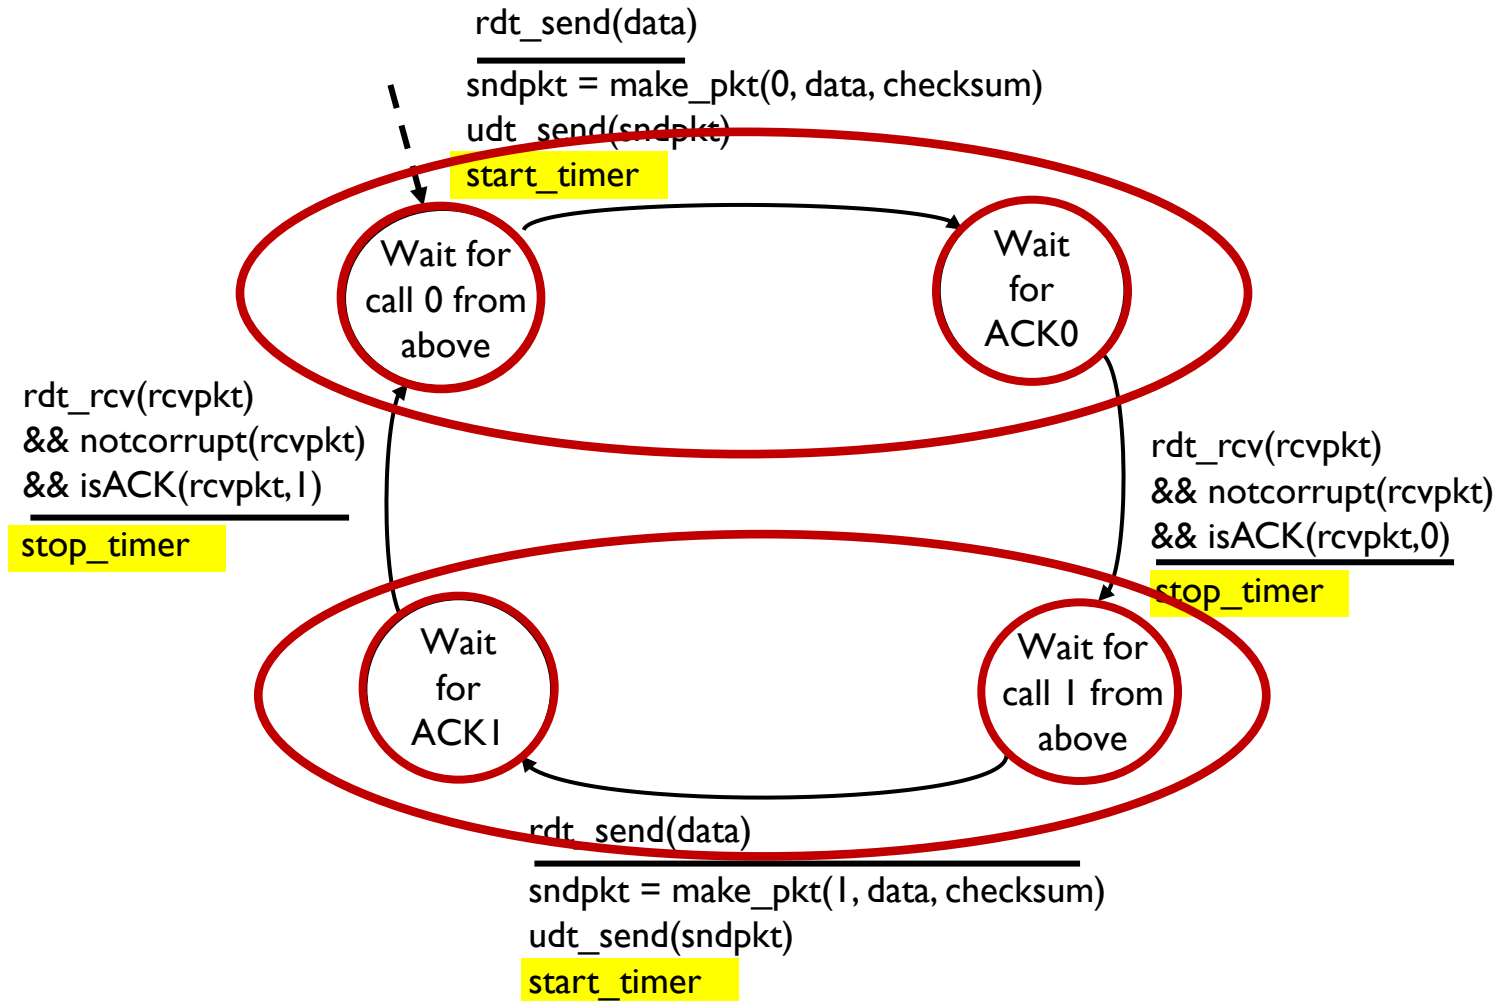 rdt_send(data)
sndpkt = make_pkt(0, data, checksum)
udt_send(sndpkt)
start_timer
Wait for
call 0 from
above
Wait
for
ACK0
rdt_rcv(rcvpkt)
&& notcorrupt(rcvpkt)
&& isACK(rcvpkt,1)
stop_timer
rdt_rcv(rcvpkt)
&& notcorrupt(rcvpkt)
&& isACK(rcvpkt,0)
stop_timer
Wait
for
ACK1
Wait for
call 1 from
above
rdt_send(data)
sndpkt = make_pkt(1, data, checksum)
udt_send(sndpkt)
start_timer